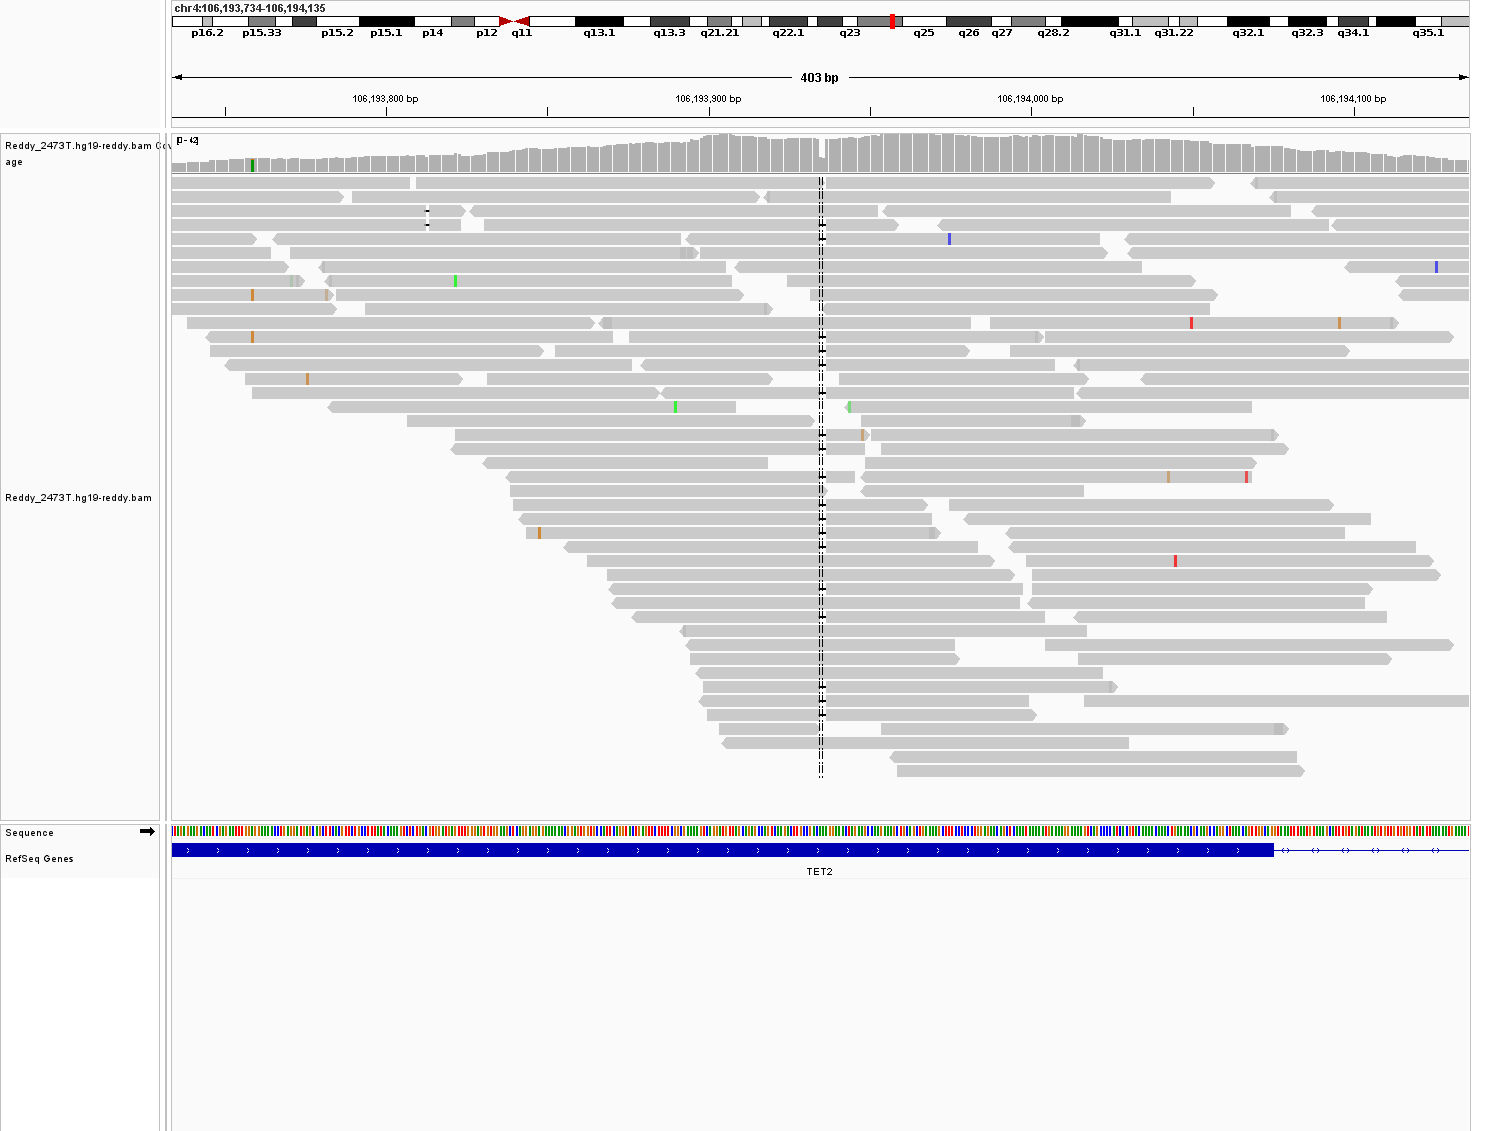 chr4:106,193,734-106,194,135
p16.2 p15.33 p15.2 p15.1 p14 p12 q11 q13.1 q13.3 q21.21 q22.1 q23 q25 q26 q27 q28.2 q31.1 q31.22 q32.1 q32.3 q34.1 q35.1
403 bp
106,193,800 bp 106,193,900 bp 106,194,000 bp 106,194,100 bp
Reddy_2473T.hg19-reddy.bam Cov
age
[0 - 42]
Reddy_2473T.hg19-reddy.bam
Sequence
RefSeq Genes
TET2